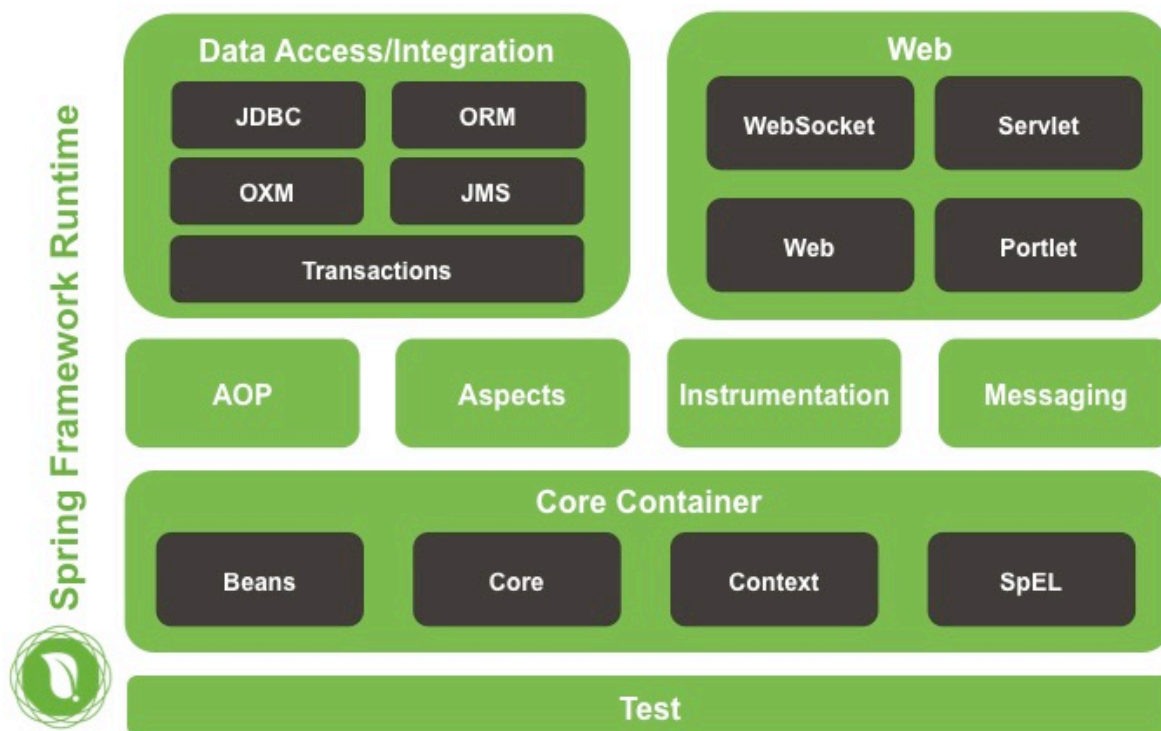 Spring Framework Runtime
Data Access/Integration
JDBC
ORM
OXM
JMS
Transactions
Web
WebSocket
Servlet
Web
Portlet
AOP
Aspects
Instrumentation
Messaging
Core Container
Beans
Core
Context
SpEL
Test